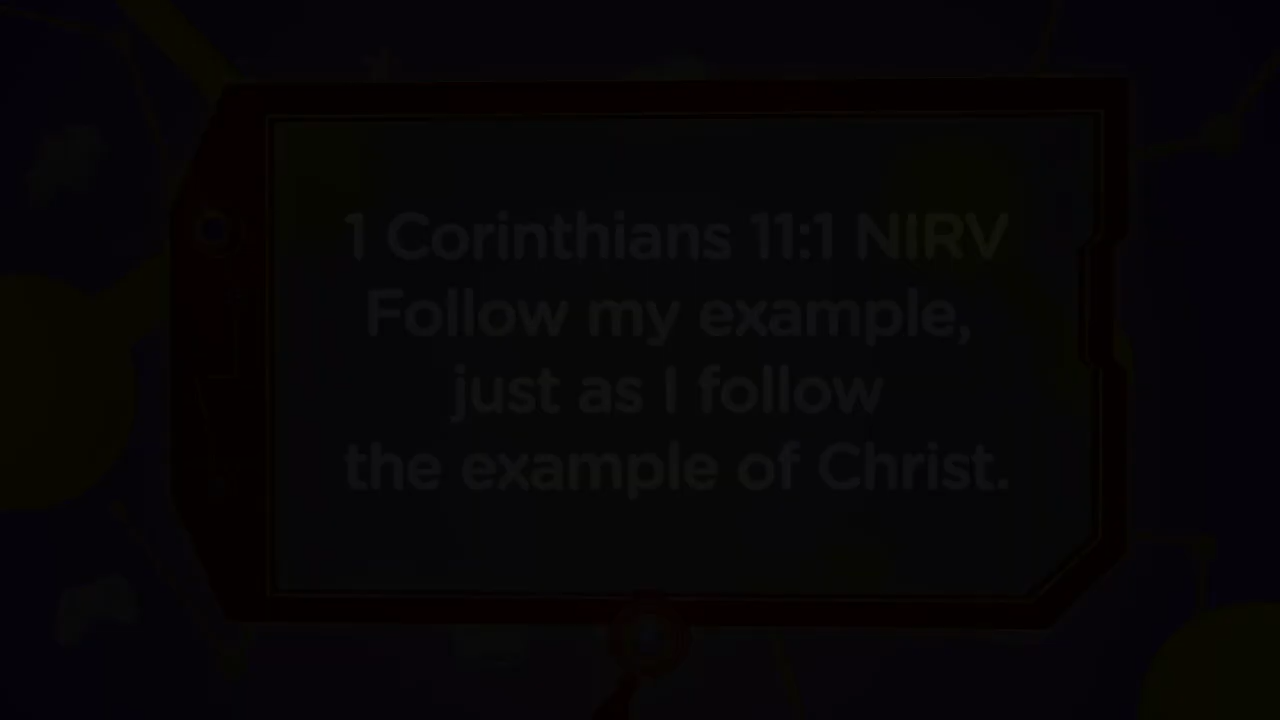 1 Corinthians 11:1 NIRV
Follow my example,
just as I follow
the example of Christ.